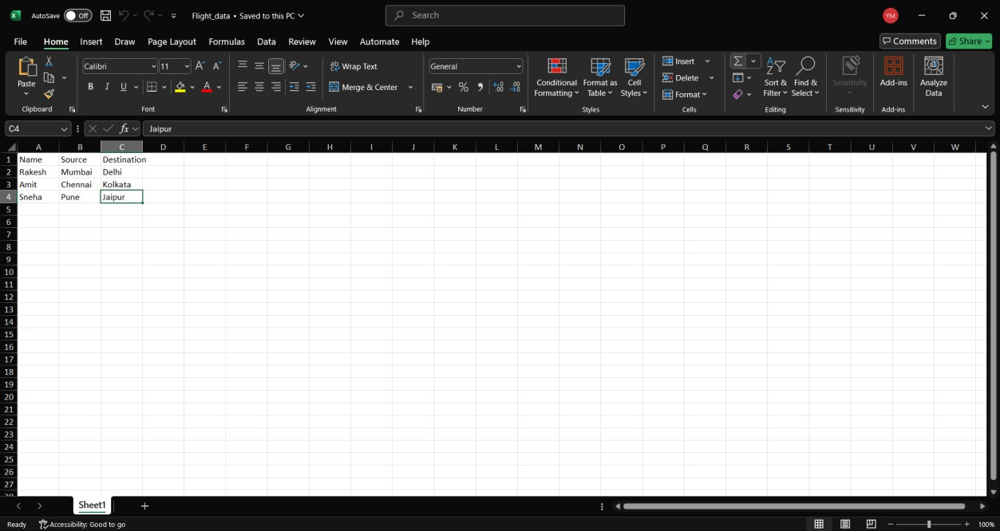 AutoSave Off Flight_data • Saved to this PC Search YM
File Home Insert Draw Page Layout Formulas Data Review View Automate Help Comments Share
Paste Calibri 11 A A Wrap Text General Conditional Formatting Format as Table Cell Styles Insert Sort & Filter Find & Select Sensitivity Add-ins Analyze Data
B I U A Merge & Center % Delete
Format
Clipboard Font Alignment Number Styles Cells Editing Sensitivity Add-ins
C4 fx Jaipur
A B C D E F G H I J K L M N O P Q R S T U V W
1 Name Source Destination
2 Rakesh Mumbai Delhi
3 Amit Chennai Kolkata
4 Sneha Pune Jaipur
5
6
7
8
9
10
11
12
13
14
15
16
17
18
19
20
21
22
23
24
25
26
27
Sheet1
Ready Accessibility: Good to go 100%